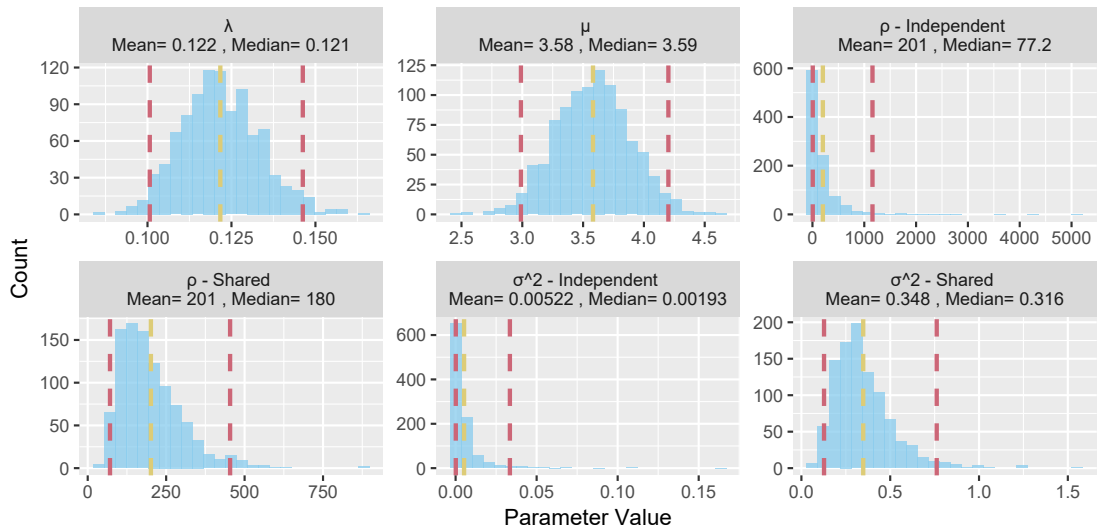 λ
Mean= 0.122 , Median= 0.121
μ
Mean= 3.58 , Median= 3.59
ρ - Independent
Mean= 201 , Median= 77.2
120
90
60
30
0
0.100 0.125 0.150
125
100
75
50
25
0
2.5 3.0 3.5 4.0 4.5
600
400
200
0
0 1000 2000 3000 4000 5000
Count
ρ - Shared
Mean= 201 , Median= 180
σ^2 - Independent
Mean= 0.00522 , Median= 0.00193
σ^2 - Shared
Mean= 0.348 , Median= 0.316
150
100
50
0
0 250 500 750
600
400
200
0
0.00 0.05 0.10 0.15
200
150
100
50
0
0.0 0.5 1.0 1.5
Parameter Value